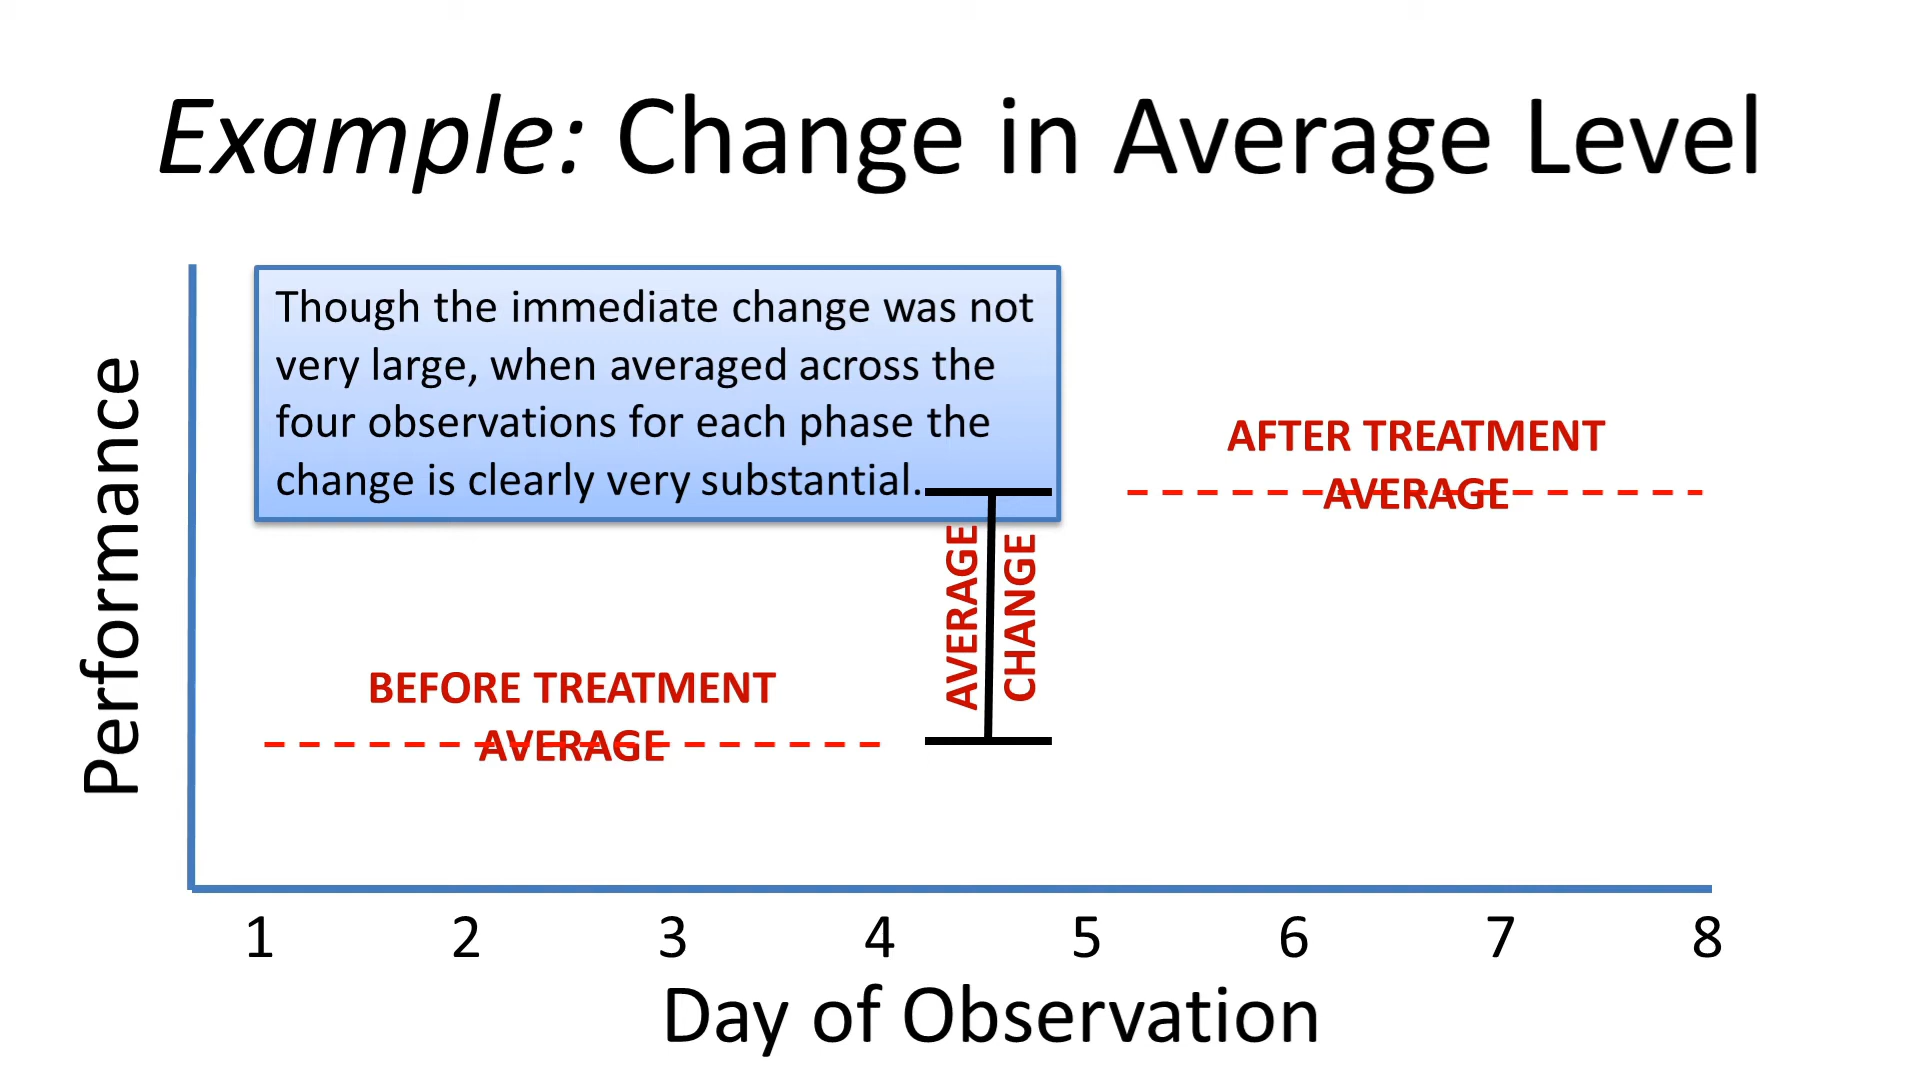 Example: Change in Average Level
Performance
Though the immediate change was not
very large, when averaged across the
four observations for each phase the
change is clearly very substantial.
AFTER TREATMENT
AVERAGE
AVERAGE
CHANGE
BEFORE TREATMENT
AVERAGE
1 2 3 4 5 6 7 8
Day of Observation